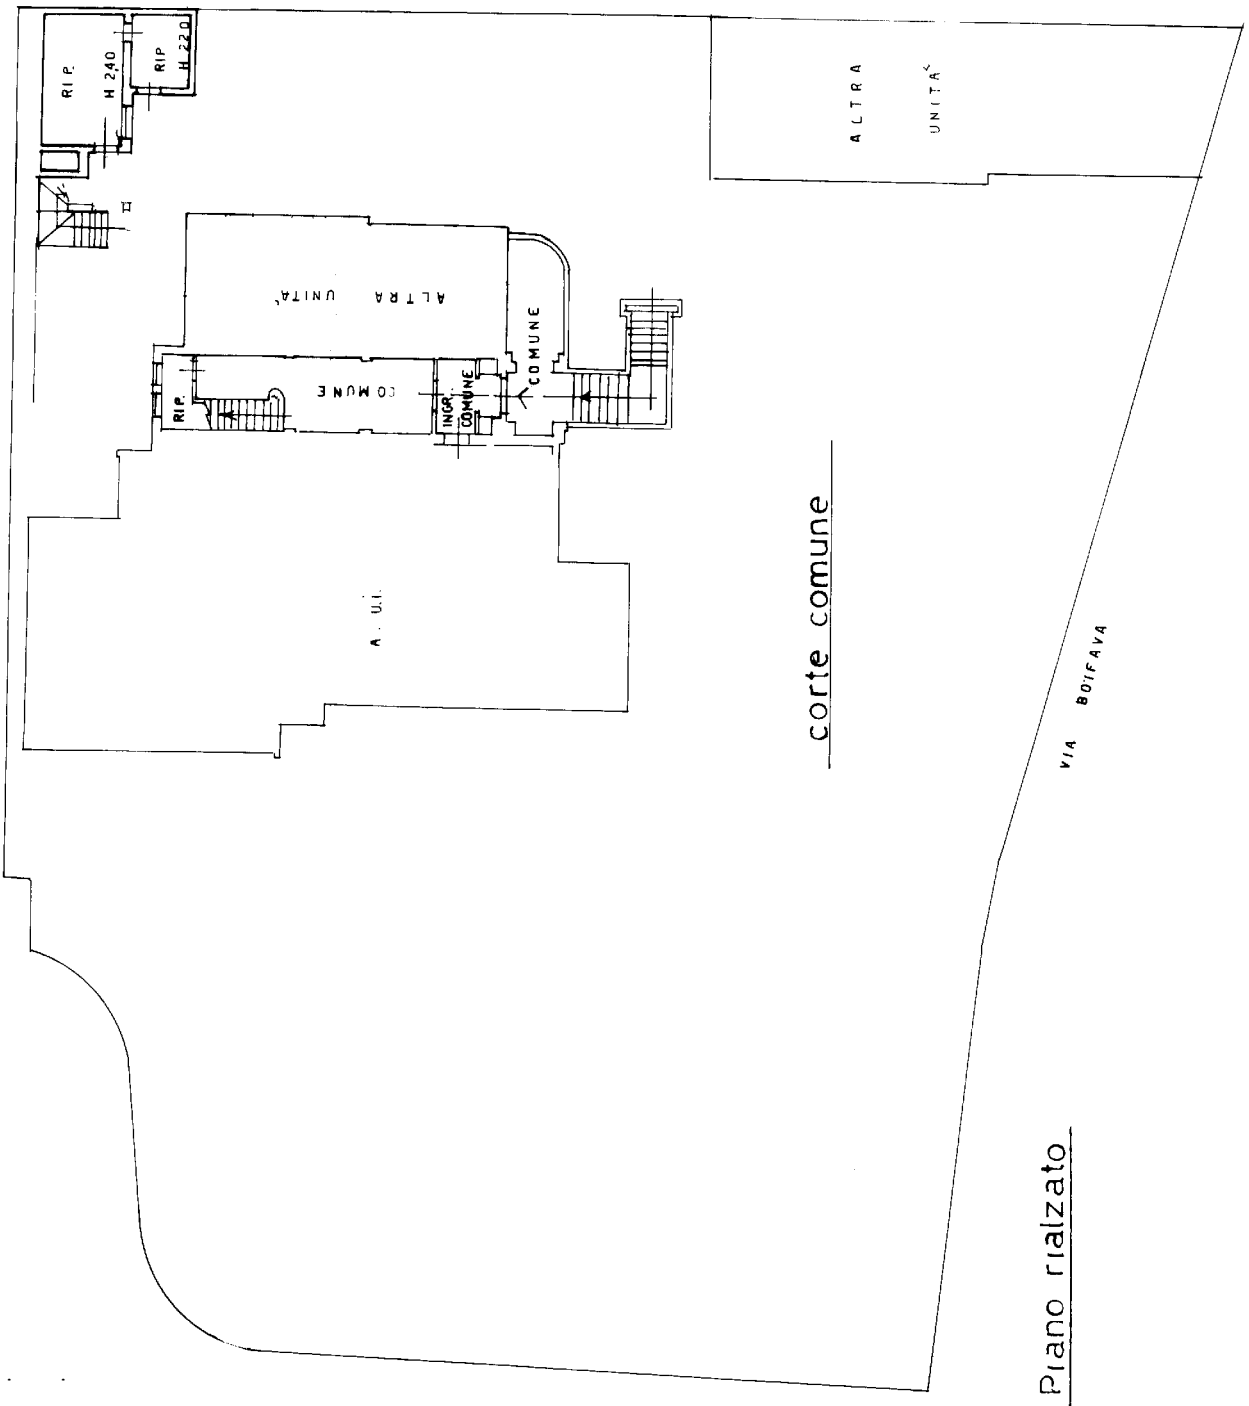 RIP.
H 2,40
RIP
H 2,20
ALTRA
UNITA'
ALTRA
UNITA'
COMUNE
RIP.
COMUNE
INGR.
COMUNE
A. U.I.
corte comune
VIA BOIFAVA
Piano rialzato